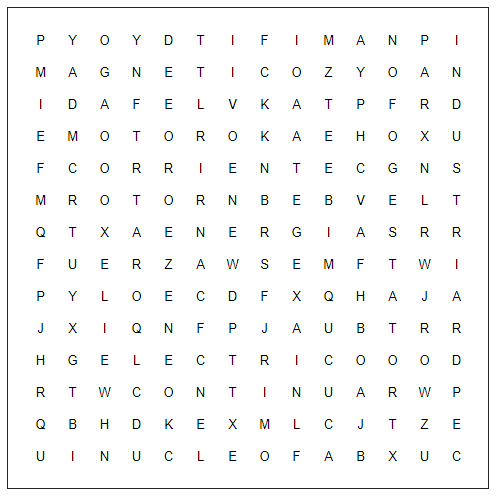 P Y O Y D T I F I M A N P I
M A G N E T I C O Z Y O A N
I D A F E L V K A T P F R D
E M O T O R O K A E H O X U
F C O R R I E N T E C G N S
M R O T O R N B E B V E L T
Q T X A E N E R G I A S R R
F U E R Z A W S E M F T W I
P Y L O E C D F X Q H A J A
J X I Q N F P J A U B T R R
H G E L E C T R I C O O O D
R T W C O N T I N U A R W P
Q B H D K E X M L C J T Z E
U I N U C L E O F A B X U C